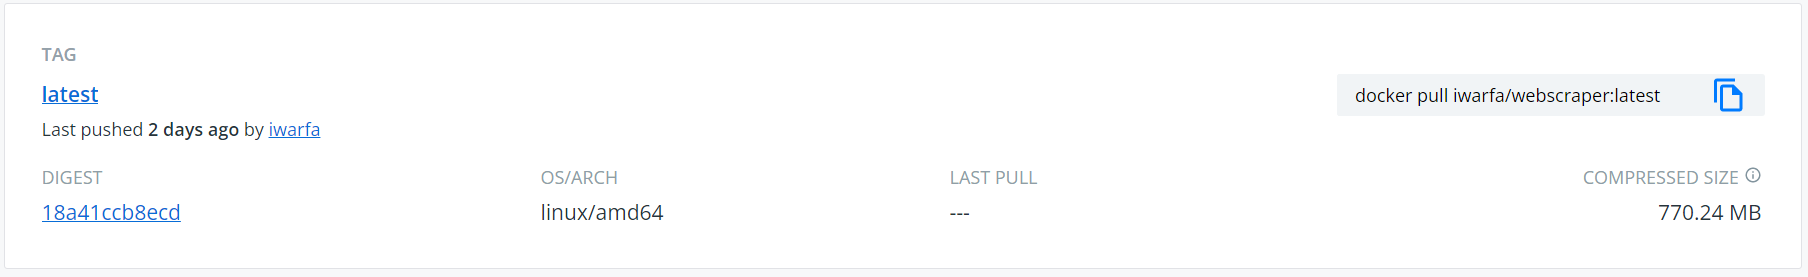 TAG
latest
docker pull iwarfa/webscraper:latest
Last pushed 2 days ago by iwarfa
DIGEST OS/ARCH LAST PULL COMPRESSED SIZE
18a41ccb8ecd linux/amd64 --- 770.24 MB